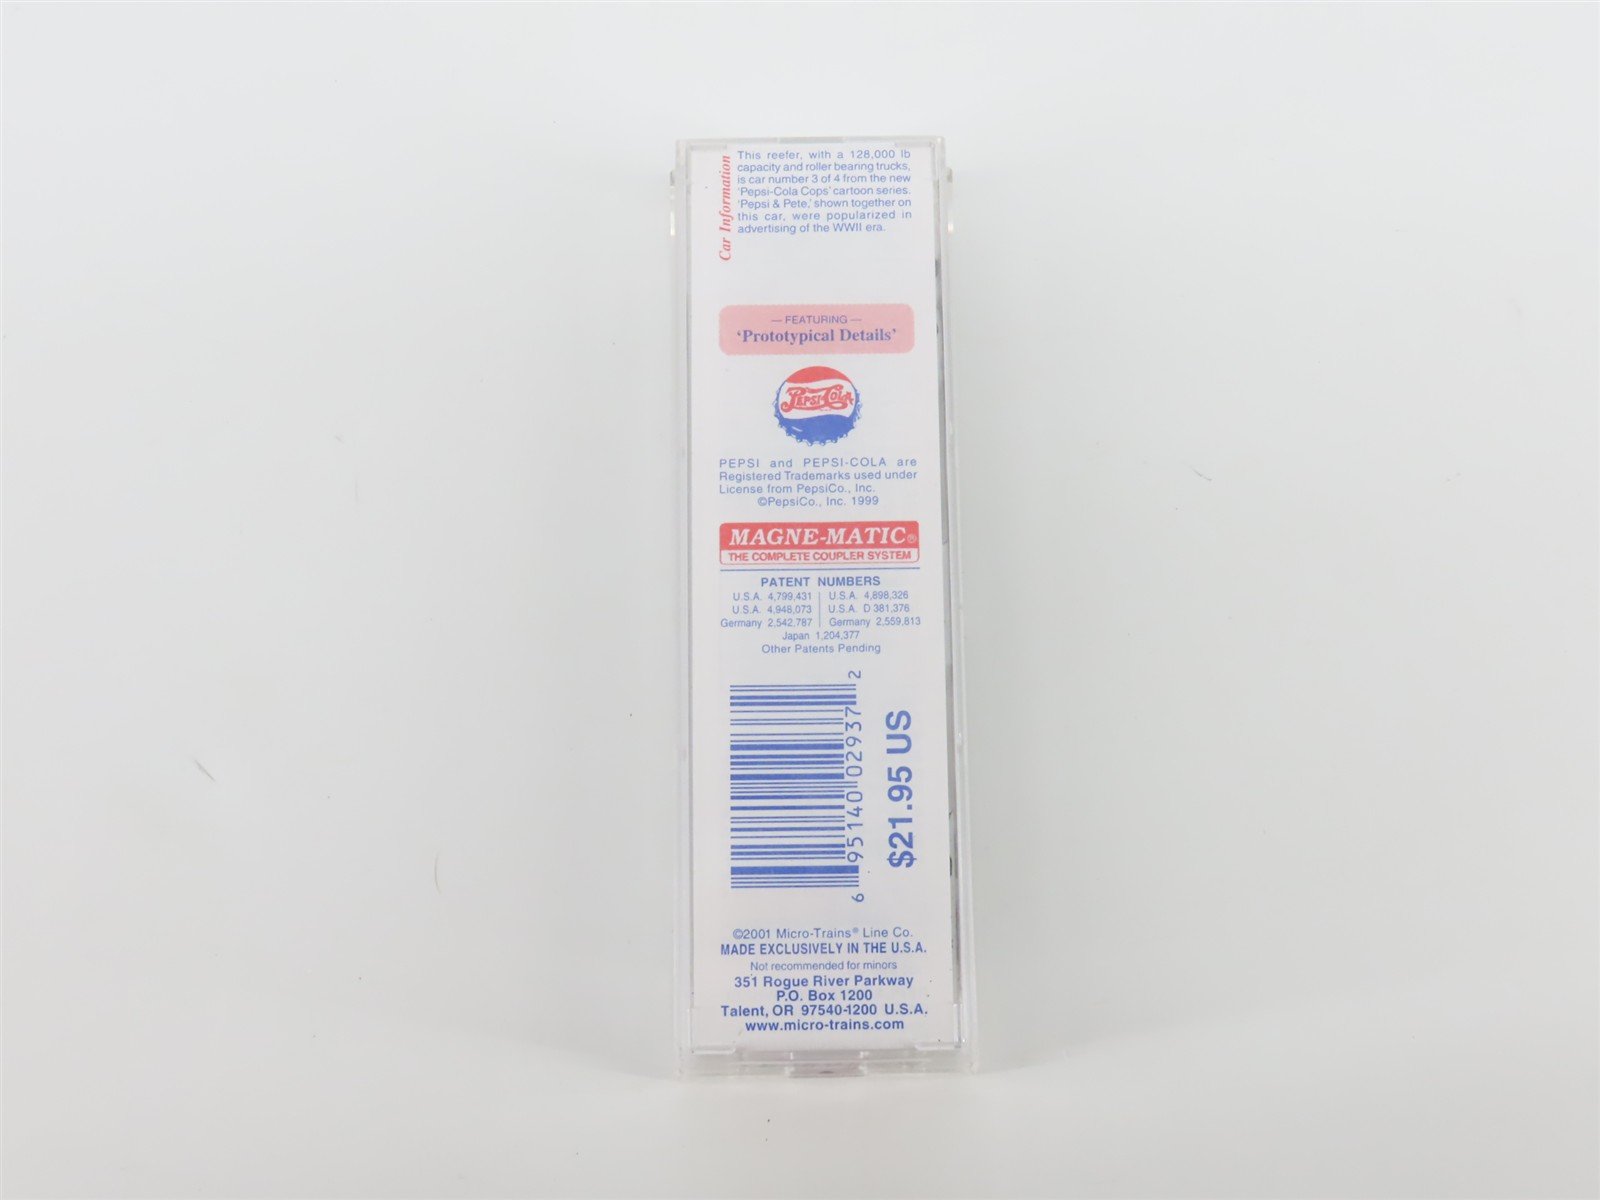 Car Information
This reefer, with a 128,000 lb
capacity and roller bearing trucks,
is car number 3 of 4 from the new
'Pepsi-Cola Cops' cartoon series.
'Pepsi & Pete,' shown together on
this car, were popularized in
advertising of the WWII era.
— FEATURING —
'Prototypical Details'
PEPSI-COLA
PEPSI and PEPSI-COLA are
Registered Trademarks used under
License from PepsiCo., Inc.
©PepsiCo., Inc. 1999
MAGNE-MATIC®
THE COMPLETE COUPLER SYSTEM
PATENT NUMBERS
U.S.A. 4,799,431 | U.S.A. 4,898,326
U.S.A. 4,948,073 | U.S.A. D 381,376
Germany 2,542,787 | Germany 2,559,813
Japan 1,204,377
Other Patents Pending
6 95140 02937 2
$21.95 US
©2001 Micro-Trains® Line Co.
MADE EXCLUSIVELY IN THE U.S.A.
Not recommended for minors
351 Rogue River Parkway
P.O. Box 1200
Talent, OR 97540-1200 U.S.A.
www.micro-trains.com